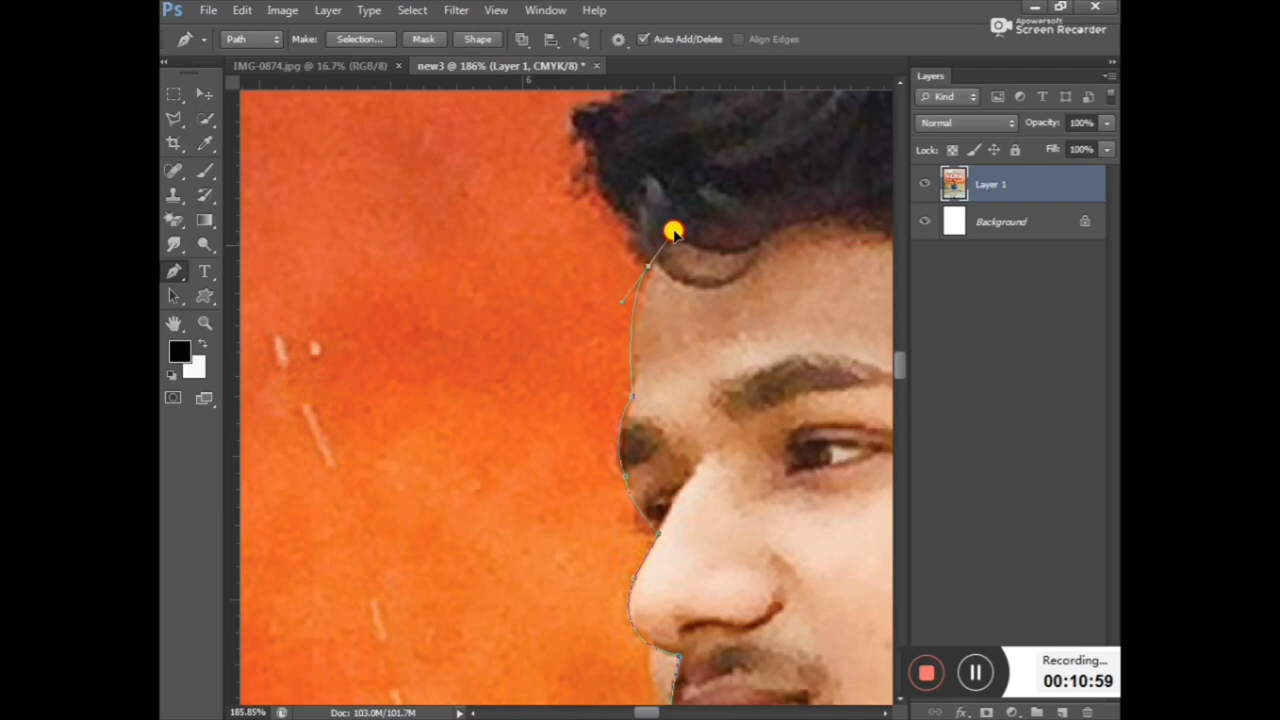 Ps File Edit Image Layer Type Select Filter View Window Help
Apowersoft
Screen Recorder
Path Make: Selection... Mask Shape Auto Add/Delete Align Edges
IMG-0874.jpg @ 16.7% (RGB/8) × new3 @ 186% (Layer 1, CMYK/8) * ×
6
Layers
Kind
Normal Opacity: 100%
Lock: Fill: 100%
Layer 1
Background
Recording...
00:10:59
185.85% Doc: 103.0M/101.7M